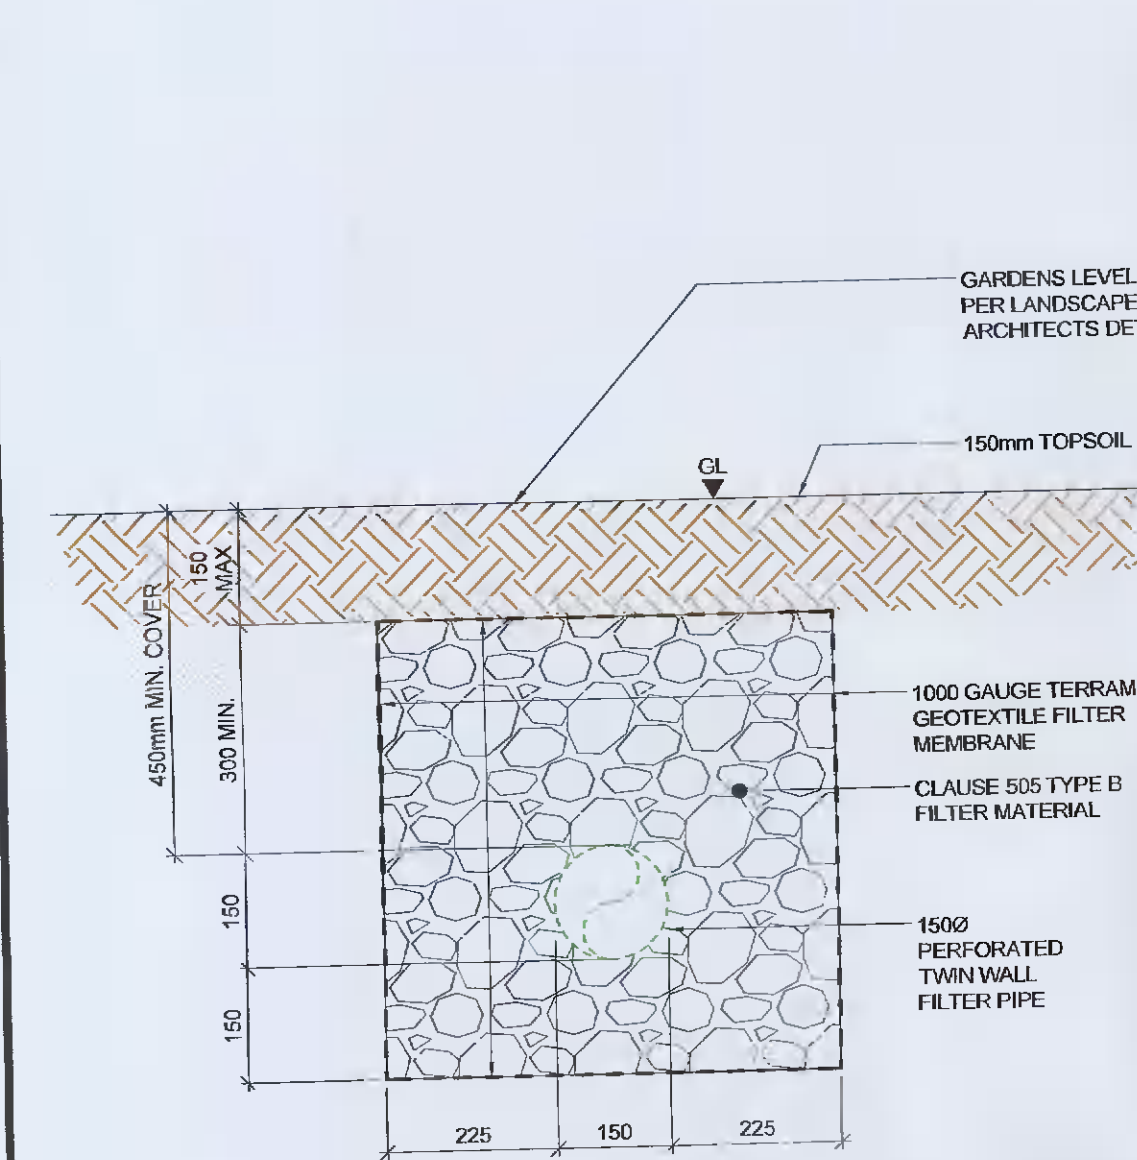 GARDENS LEVEL
PER LANDSCAPE
ARCHITECTS DET
150mm TOPSOIL
GL
150
MAX
450mm MIN. COVER
300 MIN.
1000 GAUGE TERRAM
GEOTEXTILE FILTER
MEMBRANE
CLAUSE 505 TYPE B
FILTER MATERIAL
150
150Ø
PERFORATED
TWIN WALL
FILTER PIPE
150
225
150
225